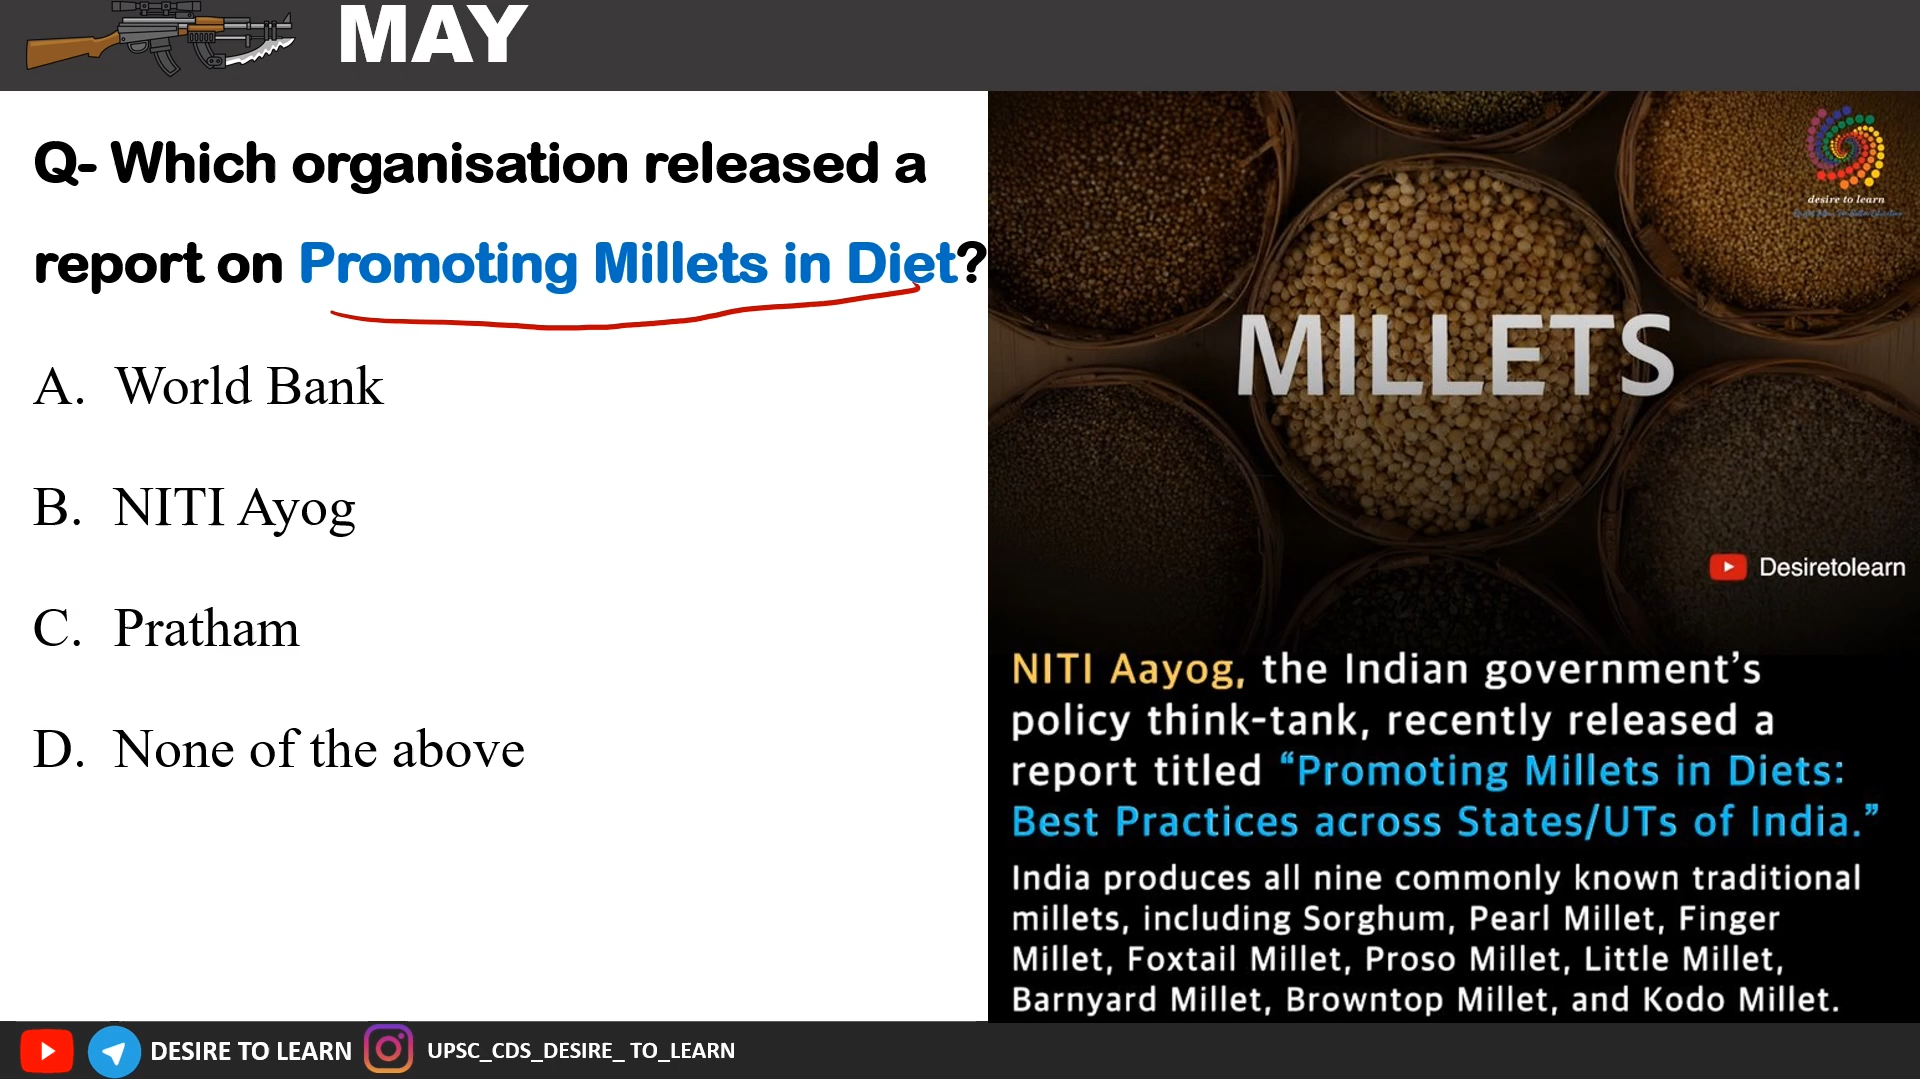 MAY
Q- Which organisation released a
report on Promoting Millets in Diet?
A. World Bank
B. NITI Ayog
C. Pratham
D. None of the above
desire to learn
MILLETS
Desiretolearn
NITI Aayog, the Indian government’s
policy think-tank, recently released a
report titled “Promoting Millets in Diets:
Best Practices across States/UTs of India.”
India produces all nine commonly known traditional
millets, including Sorghum, Pearl Millet, Finger
Millet, Foxtail Millet, Proso Millet, Little Millet,
Barnyard Millet, Browntop Millet, and Kodo Millet.
DESIRE TO LEARN
UPSC_CDS_DESIRE_ TO_LEARN